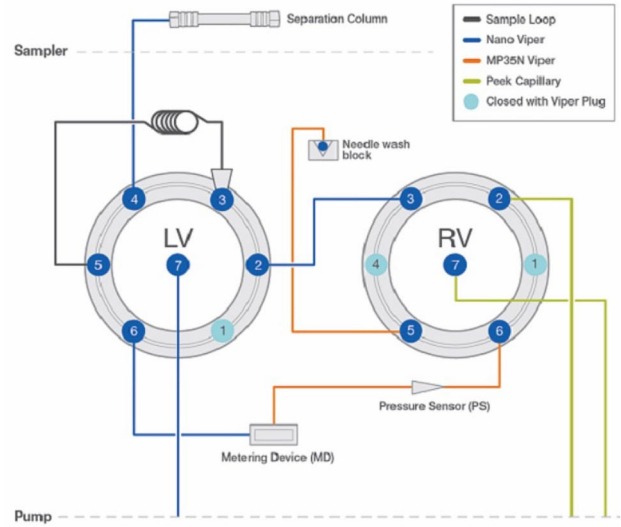 Separation Column
Sample Loop
Nano Viper
MP35N Viper
Peek Capillary
Closed with Viper Plug
Sampler
Needle wash
block
4
3
3
2
LV
RV
5
7
2
4
7
1
6
1
5
6
Pressure Sensor (PS)
Metering Device (MD)
Pump